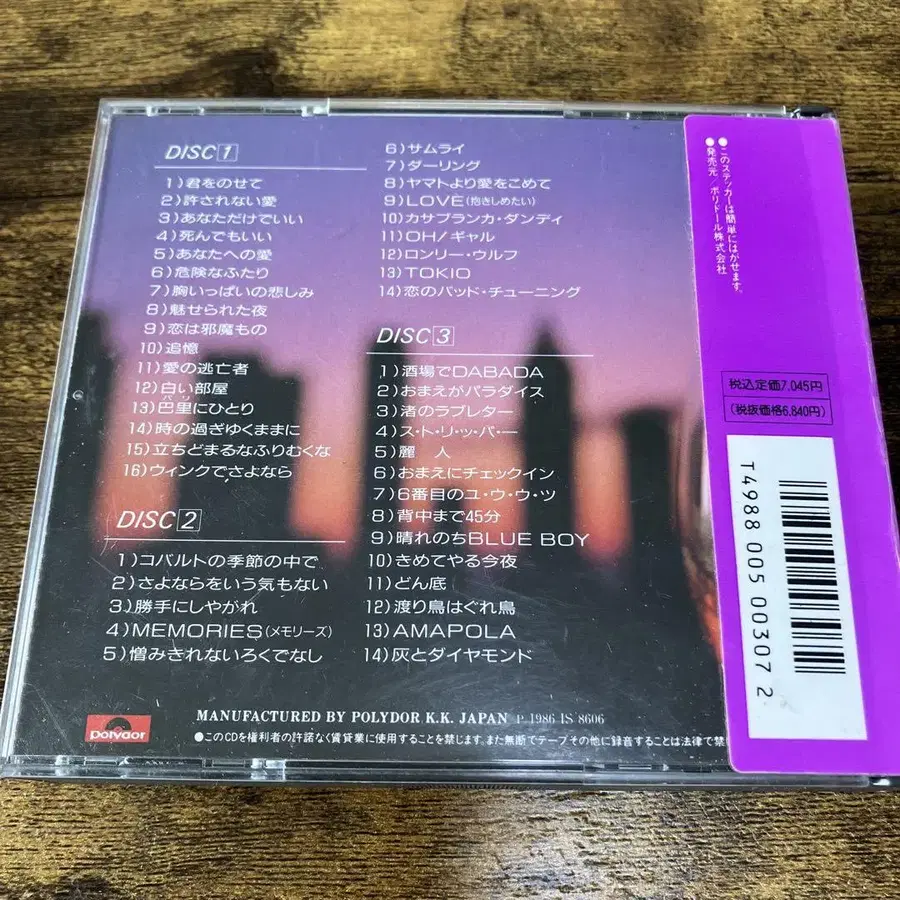 DISC 1
1)君をのせて
2)許されない愛
3)あなただけでいい
4)死んでもいい
5)あなたへの愛
6)危険なふたり
7)胸いっぱいの悲しみ
8)魅せられた夜
9)恋は邪魔もの
10)追憶
11)愛の逃亡者
12)白い部屋
パリ
13)巴里にひとり
14)時の過ぎゆくままに
15)立ちどまるなふりむくな
16)ウィンクでさよなら
DISC 2
1)コバルトの季節の中で
2)さよならをいう気もない
3)勝手にしやがれ
4)MEMORIES(メモリーズ)
5)憎みきれないろくでなし
6)サムライ
7)ダーリング
8)ヤマトより愛をこめて
9)LOVE(抱きしめたい)
10)カサブランカ・ダンディ
11)OH!ギャル
12)ロンリー・ウルフ
13)TOKIO
14)恋のバッド・チューニング
DISC 3
1)酒場でDABADA
2)おまえがパラダイス
3)渚のラブレター
4)ス・ト・リ・ッ・パ・ー
5)麗 人
6)おまえにチェックイン
7)6番目のユ・ウ・ウ・ツ
8)背中まで45分
9)晴れのちBLUE BOY
10)きめてやる今夜
11)どん底
12)渡り鳥はぐれ鳥
13)AMAPOLA
14)灰とダイヤモンド
polydor
MANUFACTURED BY POLYDOR K.K. JAPAN P 1986 IS 8606
●このCDを権利者の許諾なく賃貸業に使用することを禁じます。また無断でテープその他に録音することは法律で禁
●このステッカーは簡単にはがせます。
●発売元/ポリドール株式会社
税込定価7,045円
(税抜価格6,840円)
T4988 005 00307 2